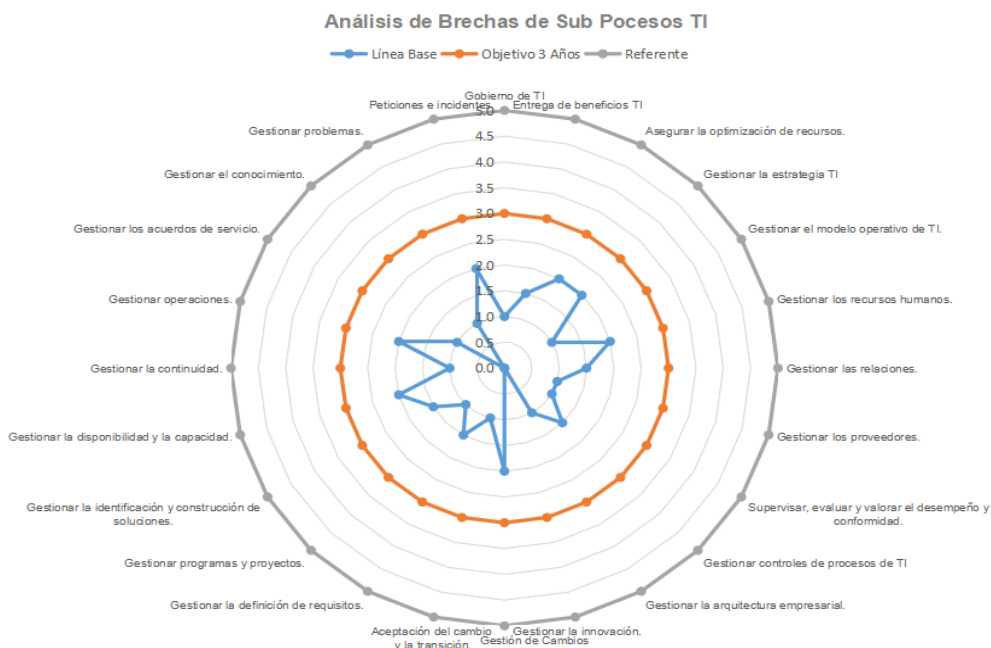 Análisis de Brechas de Sub Pocesos TI
Línea Base Objetivo 3 Años Referente
Gobierno de TI
Entrega de beneficios TI
Asegurar la optimización de recursos.
Gestionar la estrategia TI
Gestionar el modelo operativo de TI.
Gestionar los recursos humanos.
Gestionar las relaciones.
Gestionar los proveedores.
Supervisar, evaluar y valorar el desempeño y
conformidad.
Gestionar controles de procesos de TI
Gestionar la arquitectura empresarial.
Gestionar la innovación.
Gestión de Cambios
Aceptación del cambio
y la transición.
Gestionar la definición de requisitos.
Gestionar programas y proyectos.
Gestionar la identificación y construcción de
soluciones.
Gestionar la disponibilidad y la capacidad.
Gestionar la continuidad.
Gestionar operaciones.
Gestionar los acuerdos de servicio.
Gestionar el conocimiento.
Gestionar problemas.
Peticiones e incidentes.
5.0
4.5
4.0
3.5
3.0
2.5
2.0
1.5
1.0
0.5
0.0